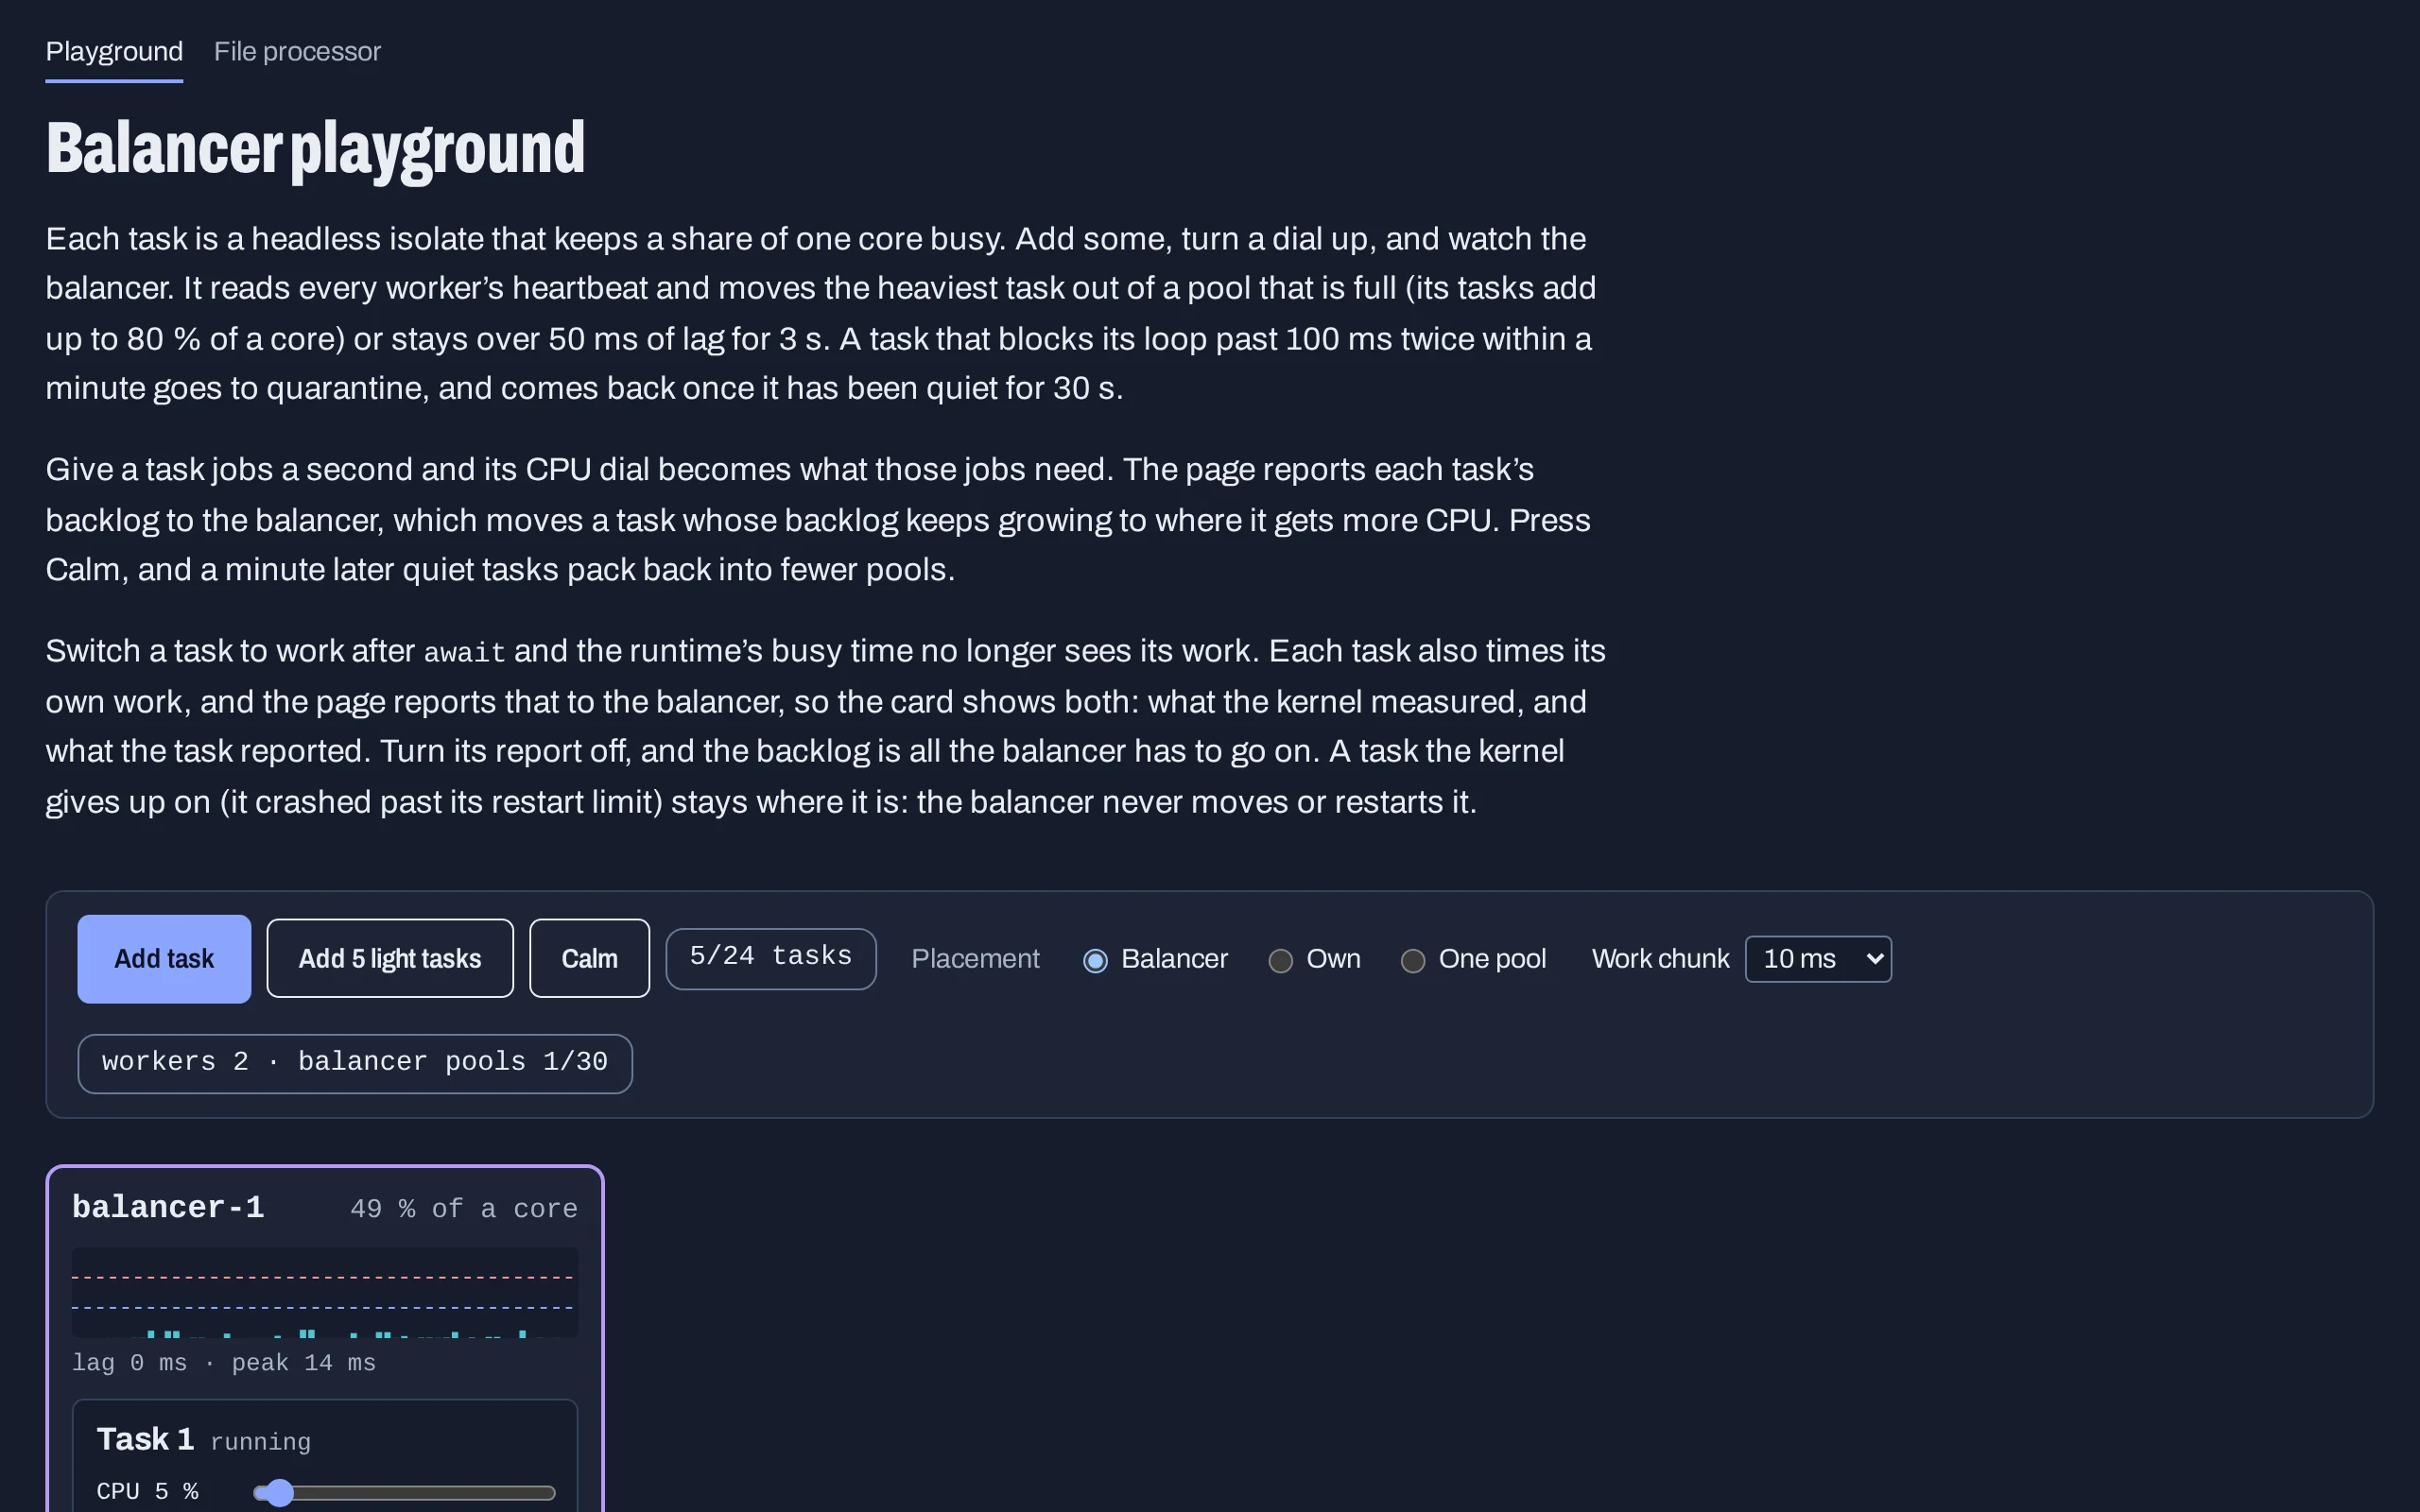 Playground File processor
Balancer playground
Each task is a headless isolate that keeps a share of one core busy. Add some, turn a dial up, and watch the
balancer. It reads every worker’s heartbeat and moves the heaviest task out of a pool that is full (its tasks add
up to 80 % of a core) or stays over 50 ms of lag for 3 s. A task that blocks its loop past 100 ms twice within a
minute goes to quarantine, and comes back once it has been quiet for 30 s.
Give a task jobs a second and its CPU dial becomes what those jobs need. The page reports each task’s
backlog to the balancer, which moves a task whose backlog keeps growing to where it gets more CPU. Press
Calm, and a minute later quiet tasks pack back into fewer pools.
Switch a task to work after await and the runtime’s busy time no longer sees its work. Each task also times its
own work, and the page reports that to the balancer, so the card shows both: what the kernel measured, and
what the task reported. Turn its report off, and the backlog is all the balancer has to go on. A task the kernel
gives up on (it crashed past its restart limit) stays where it is: the balancer never moves or restarts it.
Add task Add 5 light tasks Calm 5/24 tasks Placement Balancer Own One pool Work chunk 10 ms
workers 2 · balancer pools 1/30
balancer-1 49 % of a core
lag 0 ms · peak 14 ms
Task 1 running
CPU 5 %